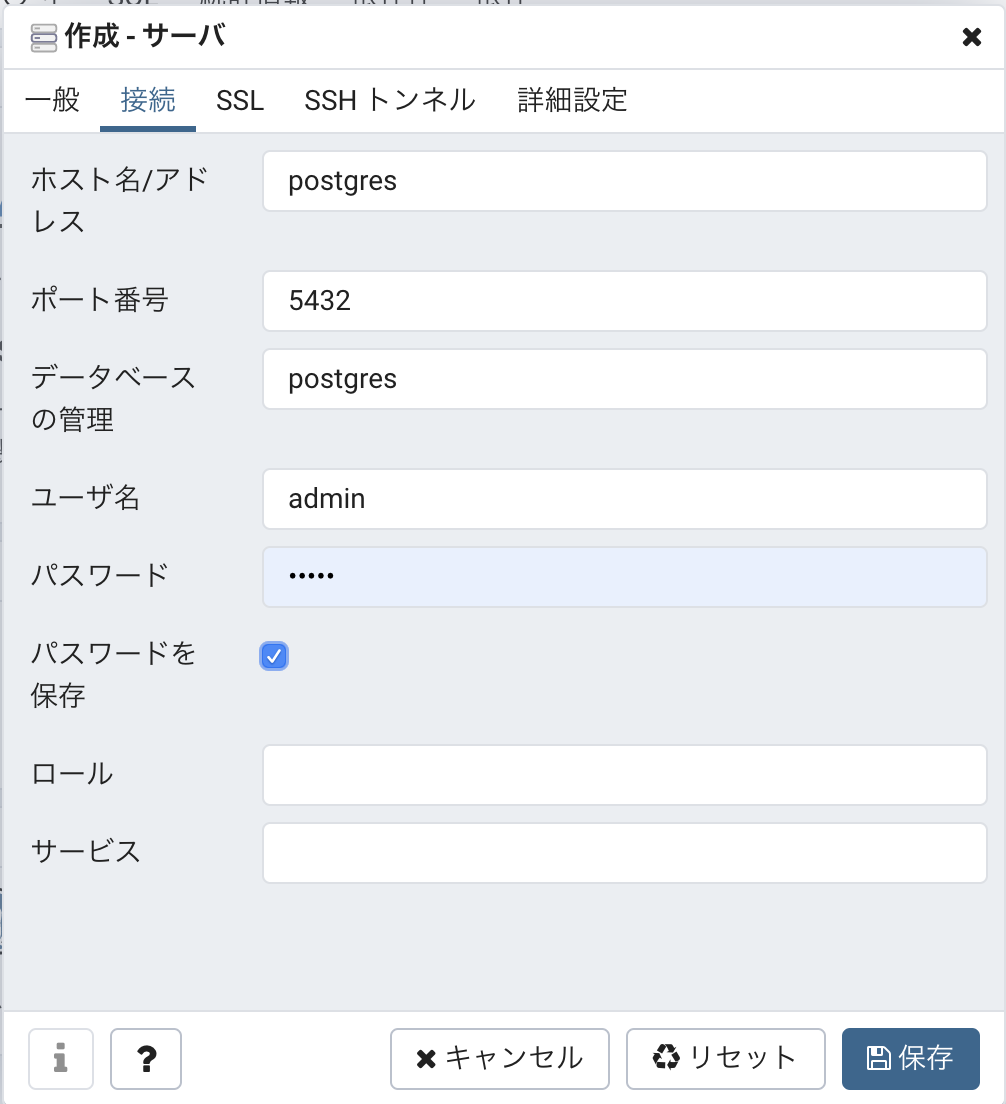 作成 - サーバ
一般 接続 SSL SSH トンネル 詳細設定
ホスト名/アド
レス
postgres
ポート番号
5432
データベース
の管理
postgres
ユーザ名
admin
パスワード
•••••
パスワードを
保存
ロール
サービス
キャンセル リセット 保存